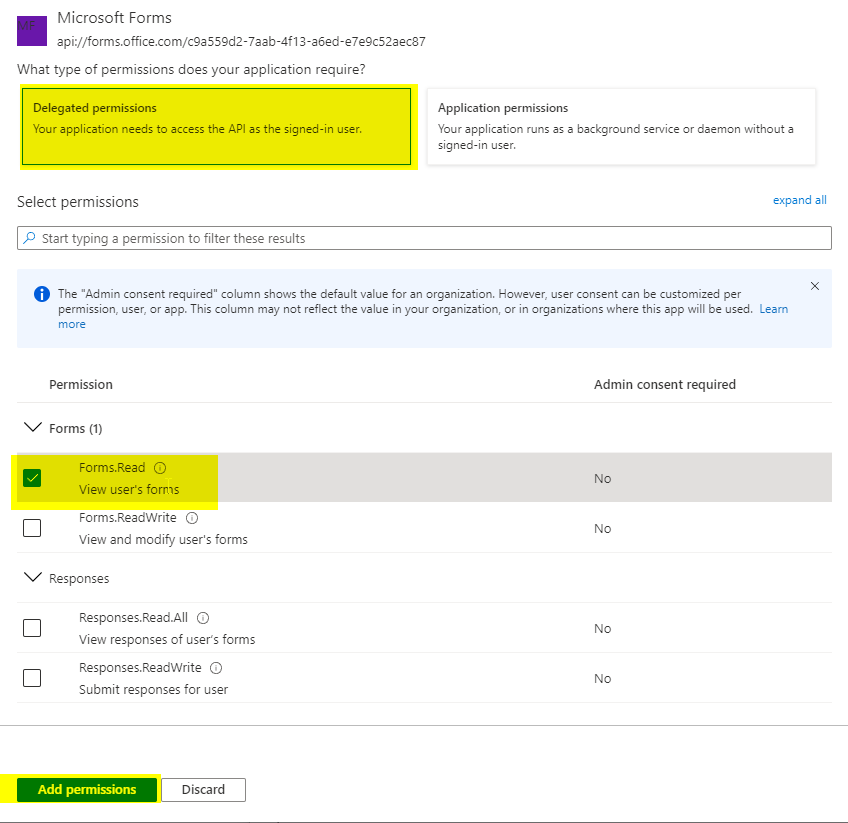 MF
Microsoft Forms
api://forms.office.com/c9a559d2-7aab-4f13-a6ed-e7e9c52aec87
What type of permissions does your application require?
Delegated permissions
Your application needs to access the API as the signed-in user.
Application permissions
Your application runs as a background service or daemon without a
signed-in user.
Select permissions
expand all
Start typing a permission to filter these results
The "Admin consent required" column shows the default value for an organization. However, user consent can be customized per
permission, user, or app. This column may not reflect the value in your organization, or in organizations where this app will be used. Learn
more
Permission
Admin consent required
Forms (1)
Forms.Read
View user's forms
No
Forms.ReadWrite
View and modify user's forms
No
Responses
Responses.Read.All
View responses of user's forms
No
Responses.ReadWrite
Submit responses for user
No
Add permissions
Discard